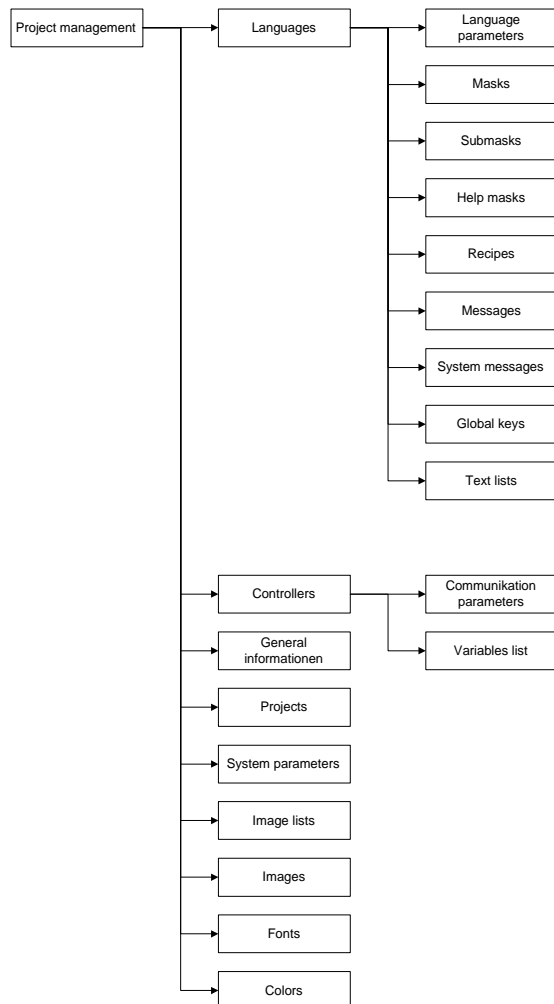 Project management
Languages
Language
parameters
Masks
Submasks
Help masks
Recipes
Messages
System messages
Global keys
Text lists
Controllers
Communikation
parameters
General
informationen
Variables list
Projects
System parameters
Image lists
Images
Fonts
Colors